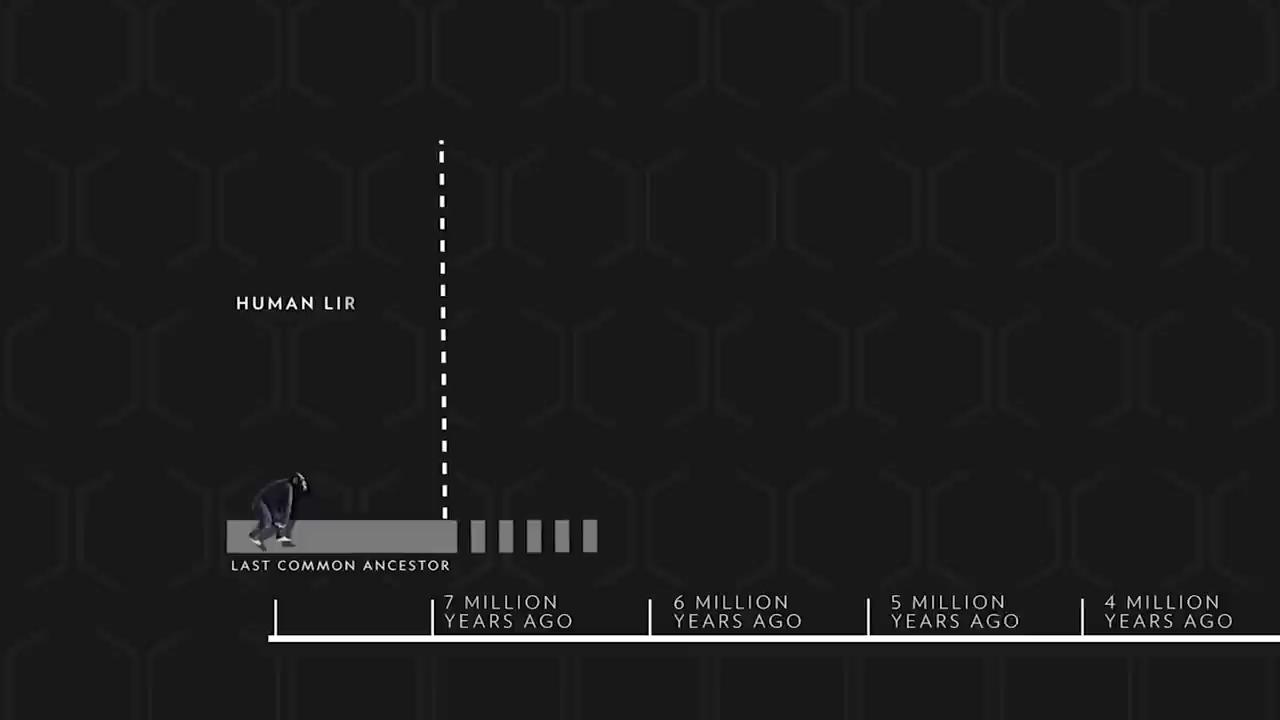 HUMAN LIR
LAST COMMON ANCESTOR
7 MILLION
YEARS AGO
6 MILLION
YEARS AGO
5 MILLION
YEARS AGO
4 MILLION
YEARS AGO